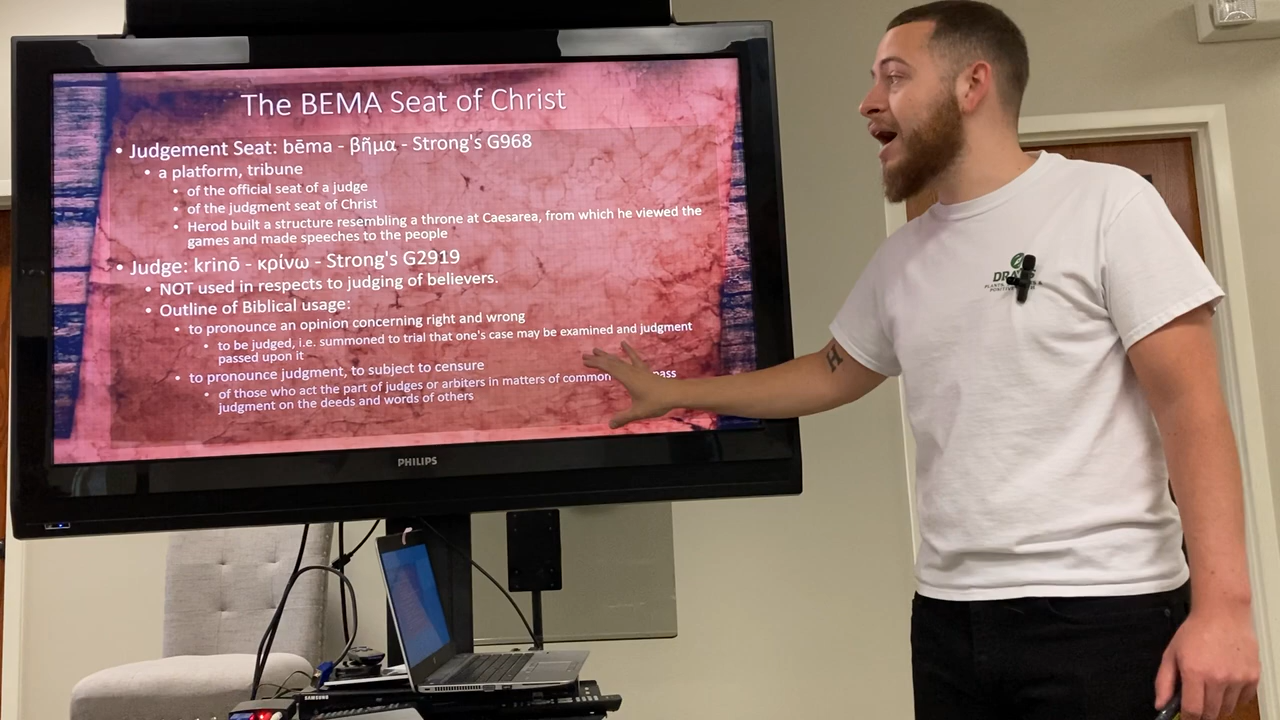 The BEMA Seat of Christ
• Judgement Seat: bēma - βῆμα - Strong's G968
• a platform, tribune
• of the official seat of a judge
• of the judgment seat of Christ
• Herod built a structure resembling a throne at Caesarea, from which he viewed the
games and made speeches to the people
• Judge: krinō - κρίνω - Strong's G2919
• NOT used in respects to judging of believers.
• Outline of Biblical usage:
• to pronounce an opinion concerning right and wrong
• to be judged, i.e. summoned to trial that one's case may be examined and judgment
passed upon it
• to pronounce judgment, to subject to censure
• of those who act the part of judges or arbiters in matters of common pass
judgment on the deeds and words of others
PHILIPS
SAMSUNG
H